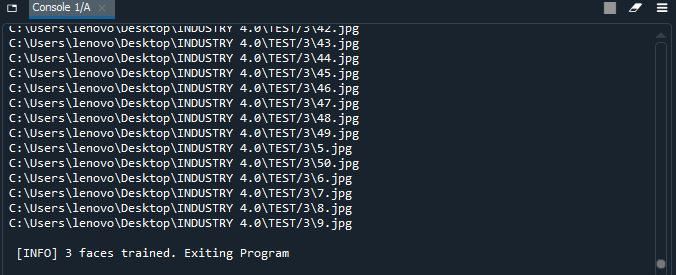 Console 1/A
C:\Users\lenovo\Desktop\INDUSTRY 4.0\TEST/3\42.jpg
C:\Users\lenovo\Desktop\INDUSTRY 4.0\TEST/3\43.jpg
C:\Users\lenovo\Desktop\INDUSTRY 4.0\TEST/3\44.jpg
C:\Users\lenovo\Desktop\INDUSTRY 4.0\TEST/3\45.jpg
C:\Users\lenovo\Desktop\INDUSTRY 4.0\TEST/3\46.jpg
C:\Users\lenovo\Desktop\INDUSTRY 4.0\TEST/3\47.jpg
C:\Users\lenovo\Desktop\INDUSTRY 4.0\TEST/3\48.jpg
C:\Users\lenovo\Desktop\INDUSTRY 4.0\TEST/3\49.jpg
C:\Users\lenovo\Desktop\INDUSTRY 4.0\TEST/3\5.jpg
C:\Users\lenovo\Desktop\INDUSTRY 4.0\TEST/3\50.jpg
C:\Users\lenovo\Desktop\INDUSTRY 4.0\TEST/3\6.jpg
C:\Users\lenovo\Desktop\INDUSTRY 4.0\TEST/3\7.jpg
C:\Users\lenovo\Desktop\INDUSTRY 4.0\TEST/3\8.jpg
C:\Users\lenovo\Desktop\INDUSTRY 4.0\TEST/3\9.jpg
[INFO] 3 faces trained. Exiting Program